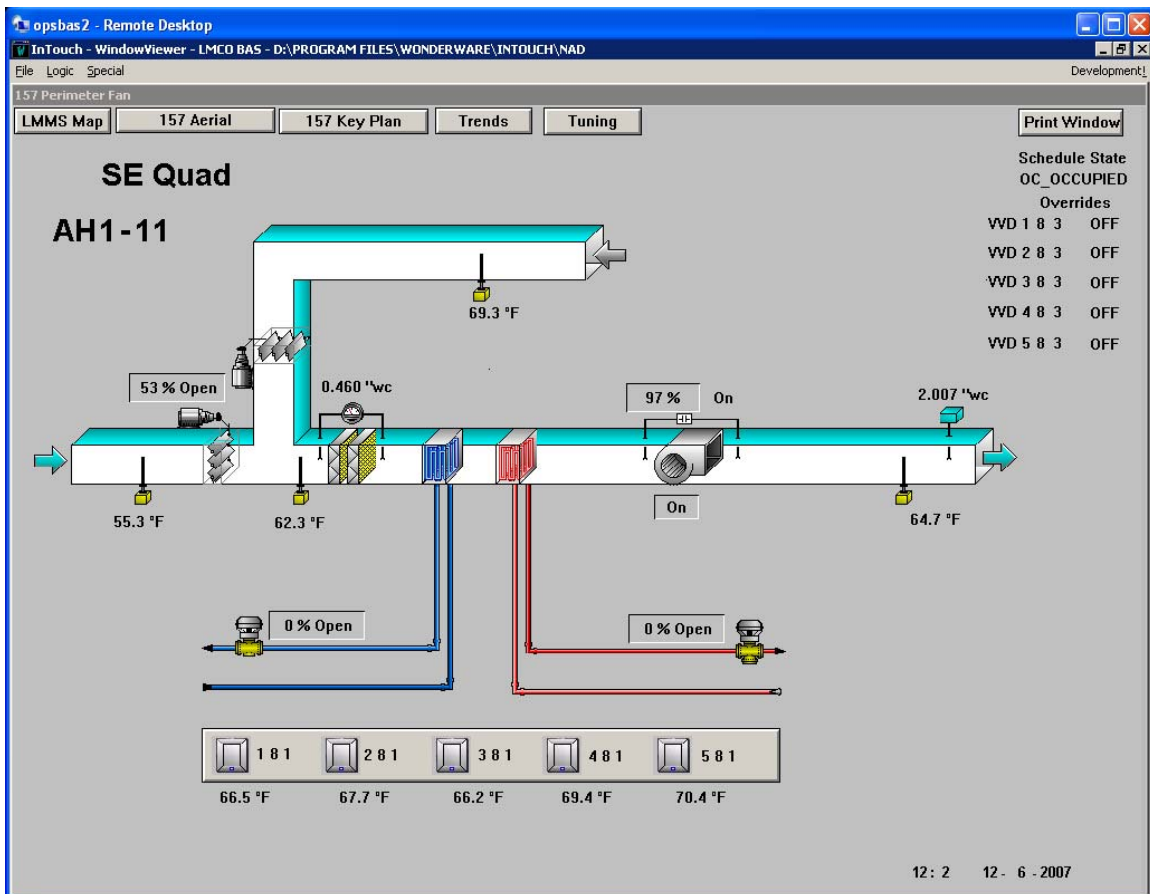 opsbas2 - Remote Desktop
InTouch - WindowViewer - LMCO BAS - D:\PROGRAM FILES\WONDERWARE\INTOUCH\NAD
File Logic Special Development!
157 Perimeter Fan
LMMS Map 157 Aerial 157 Key Plan Trends Tuning Print Window
Schedule State
SE Quad
OC_OCCUPIED
Overrides
AH1-11
VVD 1 8 3 OFF
VVD 2 8 3 OFF
VVD 3 8 3 OFF
VVD 4 8 3 OFF
VVD 5 8 3 OFF
69.3 °F
53 % Open
0.460 "wc
97 % On
2.007 "wc
55.3 °F
62.3 °F
On
64.7 °F
0 % Open
0 % Open
1 8 1 2 8 1 3 8 1 4 8 1 5 8 1
66.5 °F 67.7 °F 66.2 °F 69.4 °F 70.4 °F
12: 2 12- 6 -2007